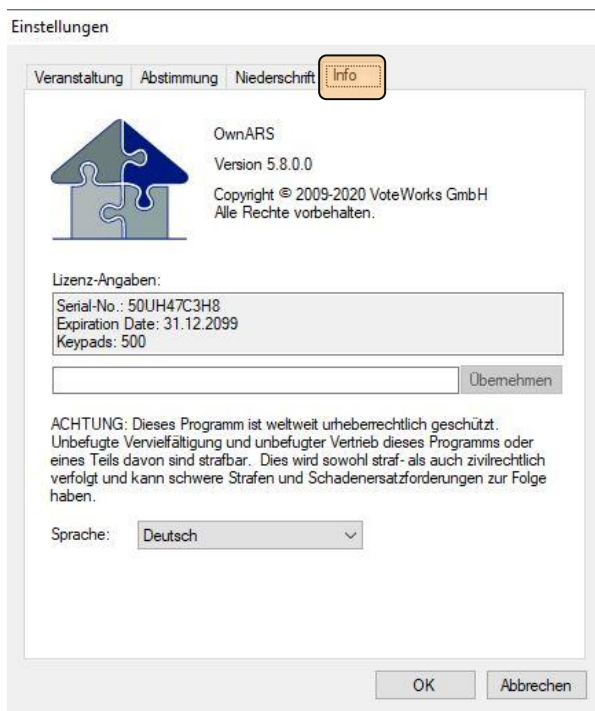 Einstellungen
Veranstaltung Abstimmung Niederschrift Info
OwnARS
Version 5.8.0.0
Copyright © 2009-2020 VoteWorks GmbH
Alle Rechte vorbehalten.
Lizenz-Angaben:
Serial-No.: 50UH47C3H8
Expiration Date: 31.12.2099
Keypads: 500
Übernehmen
ACHTUNG: Dieses Programm ist weltweit urheberrechtlich geschützt.
Unbefugte Vervielfältigung und unbefugter Vertrieb dieses Programms oder
eines Teils davon sind strafbar. Dies wird sowohl straf- als auch zivilrechtlich
verfolgt und kann schwere Strafen und Schadenersatzforderungen zur Folge
haben.
Sprache: Deutsch
OK Abbrechen